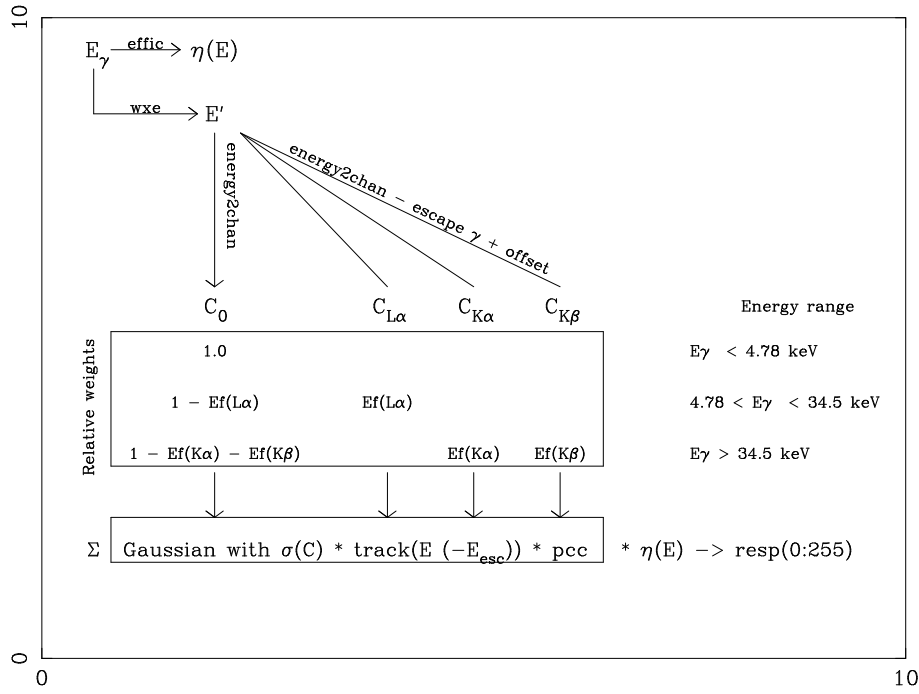 10
Eγ effic η(E)
wxe E'
energy2chan
energy2chan − escape γ + offset
C0 CLα CKα CKβ Energy range
Relative weights
1.0 Eγ < 4.78 keV
1 − Ef(Lα) Ef(Lα) 4.78 < Eγ < 34.5 keV
1 − Ef(Kα) − Ef(Kβ) Ef(Kα) Ef(Kβ) Eγ > 34.5 keV
Σ Gaussian with σ(C) * track(E (−Eesc)) * pcc * η(E) −> resp(0:255)
0
0 10